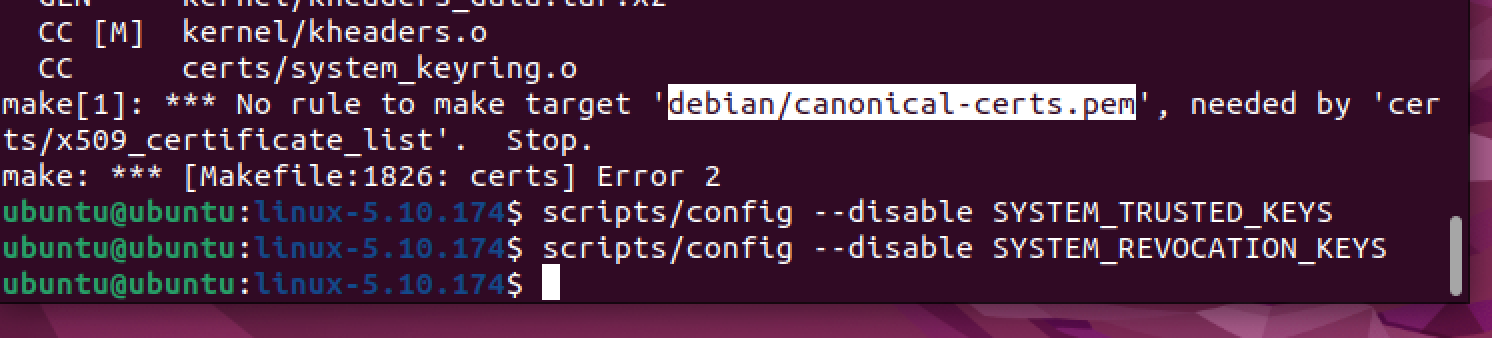 GEN     kernel/kheaders_data.tar.xz
  CC [M]  kernel/kheaders.o
  CC      certs/system_keyring.o
make[1]: *** No rule to make target 'debian/canonical-certs.pem', needed by 'cer
ts/x509_certificate_list'.  Stop.
make: *** [Makefile:1826: certs] Error 2
ubuntu@ubuntu:linux-5.10.174$ scripts/config --disable SYSTEM_TRUSTED_KEYS
ubuntu@ubuntu:linux-5.10.174$ scripts/config --disable SYSTEM_REVOCATION_KEYS
ubuntu@ubuntu:linux-5.10.174$